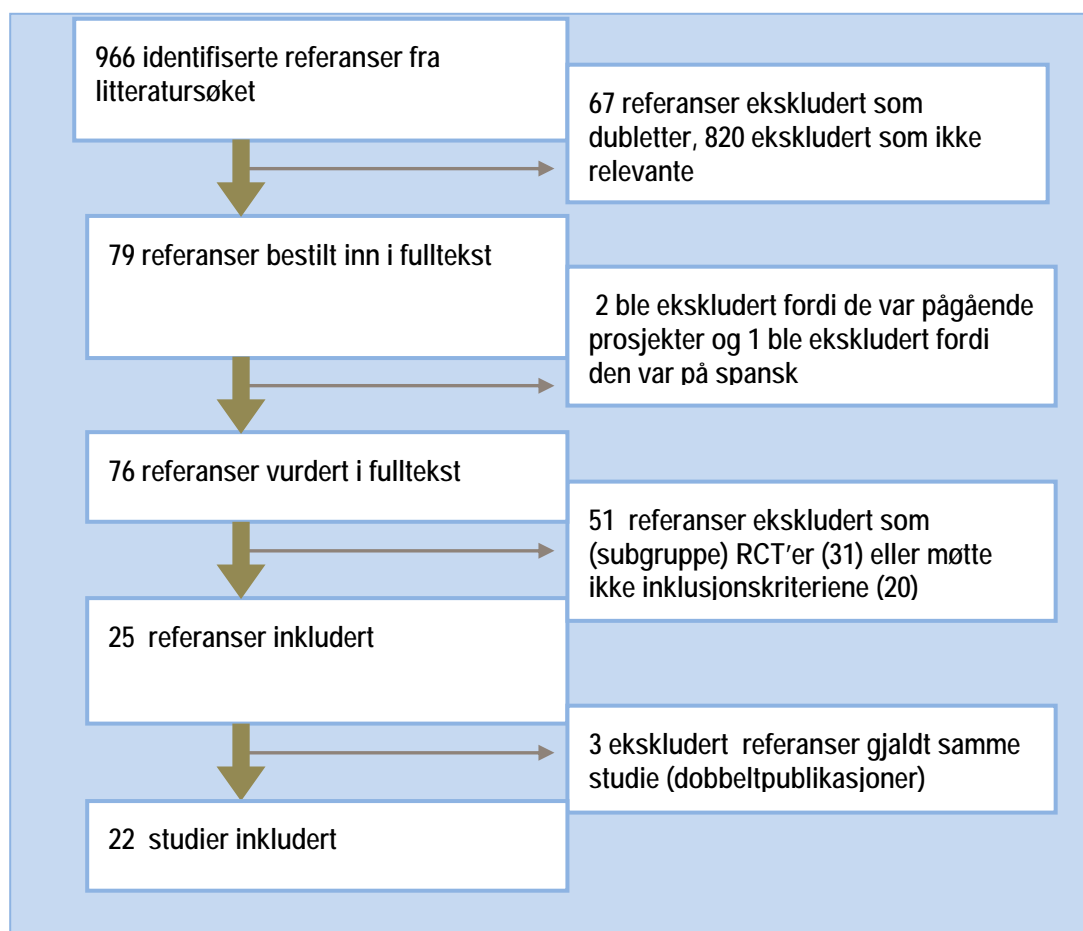 966 identifiserte referanser fra
litteratursøket
67 referanser ekskludert som
dubletter, 820 ekskludert som ikke
relevante
79 referanser bestilt inn i fulltekst
2 ble ekskludert fordi de var pågående
prosjekter og 1 ble ekskludert fordi
den var på spansk
76 referanser vurdert i fulltekst
51 referanser ekskludert som
(subgruppe) RCT’er (31) eller møtte
ikke inklusjonskriteriene (20)
25 referanser inkludert
3 ekskludert referanser gjaldt samme
studie (dobbeltpublikasjoner)
22 studier inkludert